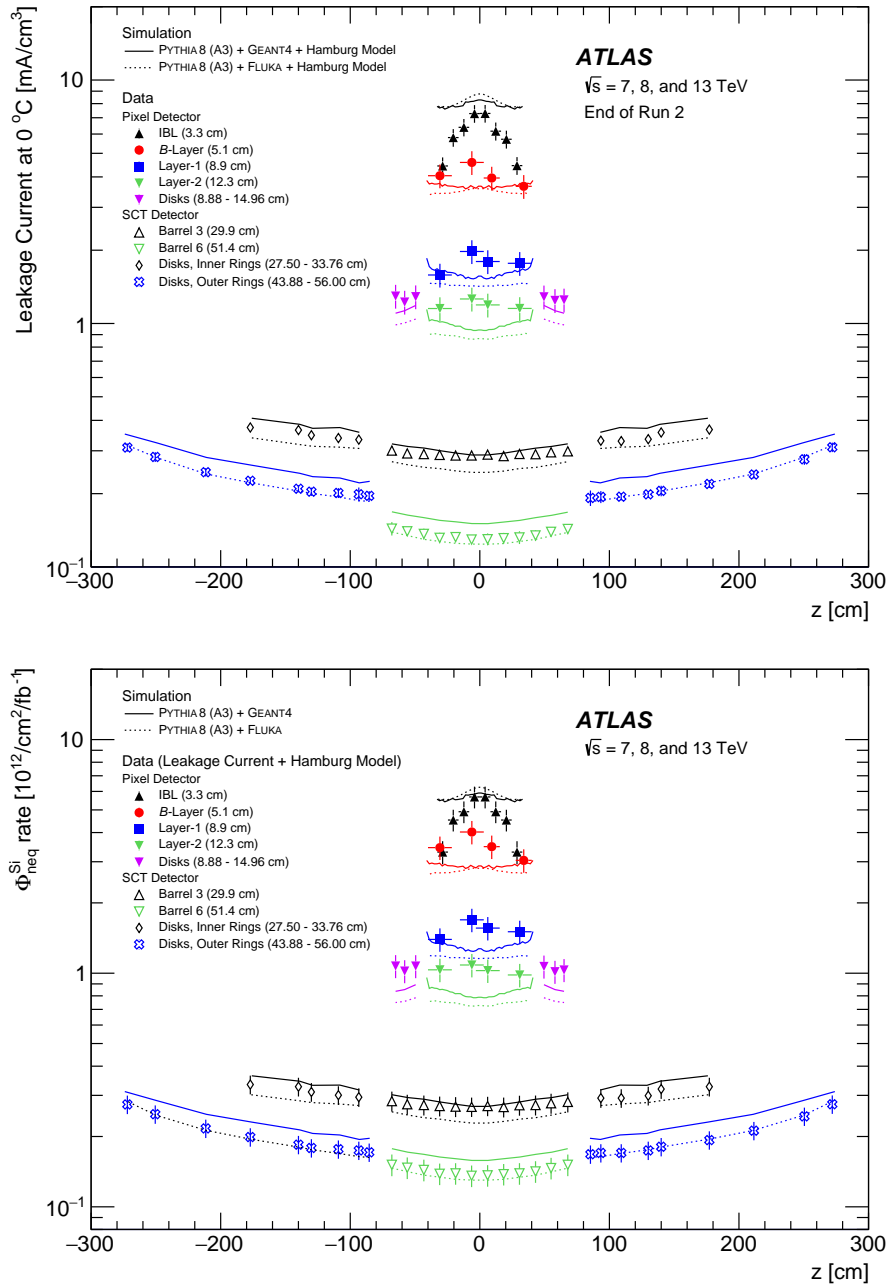 Leakage Current at 0 °C [mA/cm³]
10
1
10⁻¹
Simulation
PYTHIA 8 (A3) + GEANT4 + Hamburg Model
PYTHIA 8 (A3) + FLUKA + Hamburg Model
Data
Pixel Detector
IBL (3.3 cm)
B-Layer (5.1 cm)
Layer-1 (8.9 cm)
Layer-2 (12.3 cm)
Disks (8.88 - 14.96 cm)
SCT Detector
Barrel 3 (29.9 cm)
Barrel 6 (51.4 cm)
Disks, Inner Rings (27.50 - 33.76 cm)
Disks, Outer Rings (43.88 - 56.00 cm)
ATLAS
√s = 7, 8, and 13 TeV
End of Run 2
−300 −200 −100 0 100 200 300
z [cm]
Φ^Si_neq rate [10¹²/cm²/fb⁻¹]
10
1
10⁻¹
Simulation
PYTHIA 8 (A3) + GEANT4
PYTHIA 8 (A3) + FLUKA
Data (Leakage Current + Hamburg Model)
Pixel Detector
IBL (3.3 cm)
B-Layer (5.1 cm)
Layer-1 (8.9 cm)
Layer-2 (12.3 cm)
Disks (8.88 - 14.96 cm)
SCT Detector
Barrel 3 (29.9 cm)
Barrel 6 (51.4 cm)
Disks, Inner Rings (27.50 - 33.76 cm)
Disks, Outer Rings (43.88 - 56.00 cm)
ATLAS
√s = 7, 8, and 13 TeV
−300 −200 −100 0 100 200 300
z [cm]